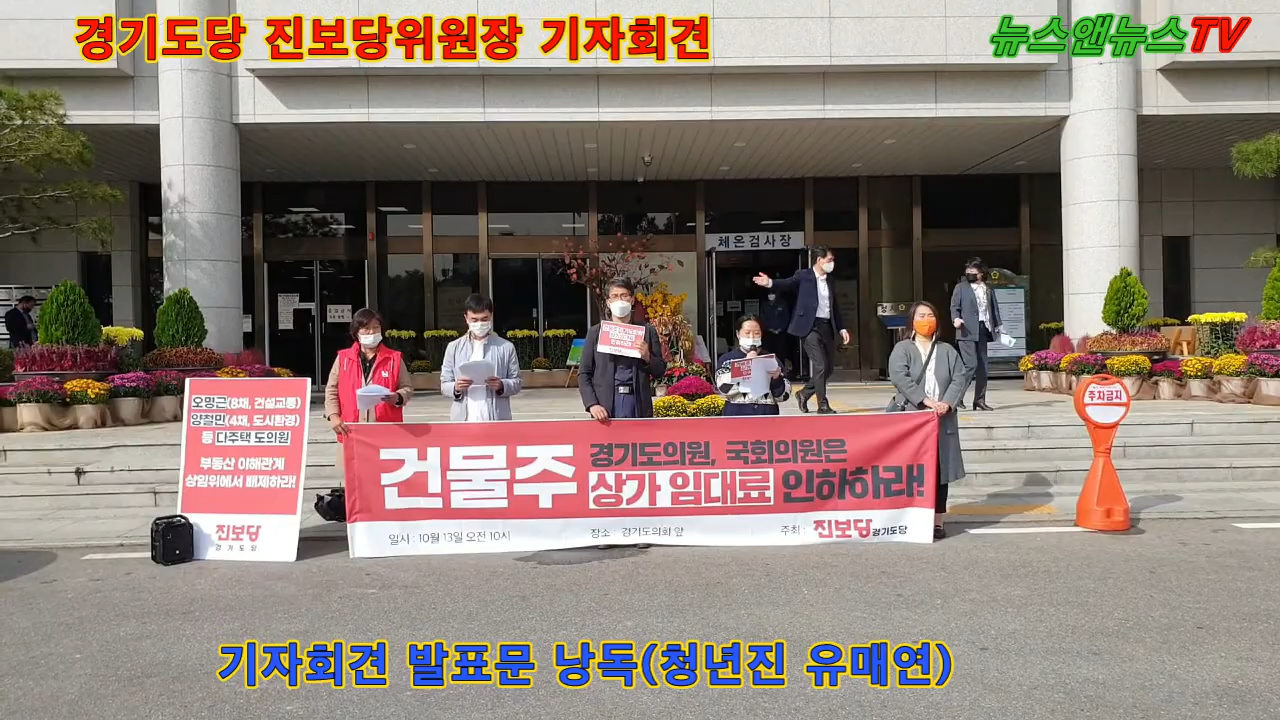 경기도당 진보당위원장 기자회견
뉴스앤뉴스TV
체온검사장
주차금지
오명근(8채, 건설교통)
양철민(4채, 도시환경)
등 다주택 도의원
부동산 이해관계
상임위에서 배제하라!
진보당
경기도당
건물주 경기도의원, 국회의원은
상가 임대료 인하하라!
일시 : 10월 13일 오전 10시
장소 : 경기도의회 앞
주최 : 진보당 경기도당
기자회견 발표문 낭독(청년진 유매연)